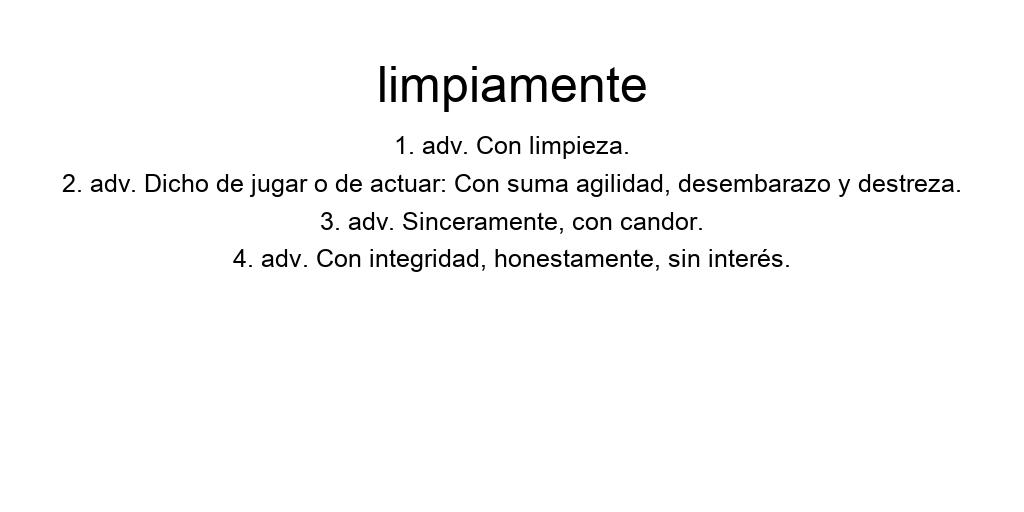 limpiamente
1. adv. Con limpieza.
2. adv. Dicho de jugar o de actuar: Con suma agilidad, desembarazo y destreza.
3. adv. Sinceramente, con candor.
4. adv. Con integridad, honestamente, sin interés.